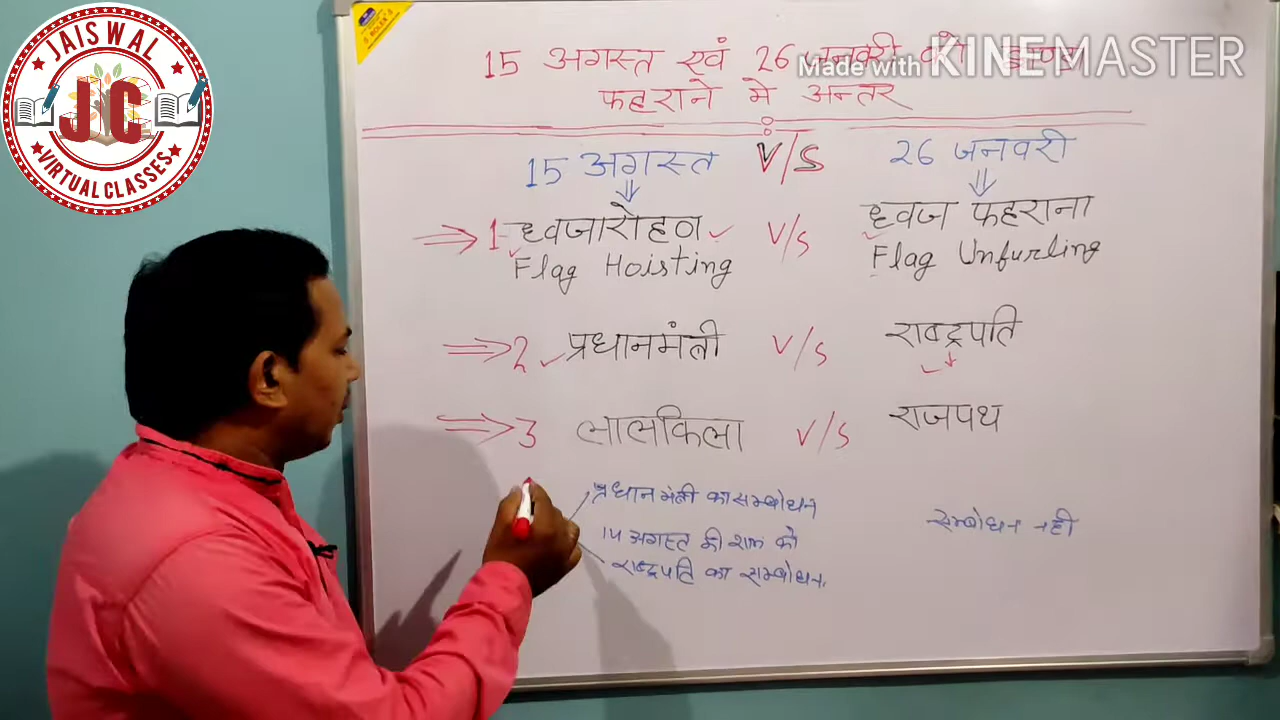 JAISWAL
JC
VIRTUAL CLASSES
Made with KINEMASTER
15 अगस्त एवं 26 जनवरी
फहराने मे अन्तर
15 अगस्त V/S 26 जनवरी
1- ध्वजारोहण V/S ध्वज फहराना
Flag Hoisting Flag Unfurling
2 प्रधानमंत्री V/S राष्ट्रपति
3 लालकिला V/S राजपथ
प्रधान मंत्री का सम्बोधन
सम्बोधन नही
14 अगस्त की शाम को
राष्ट्रपति का सम्बोधन